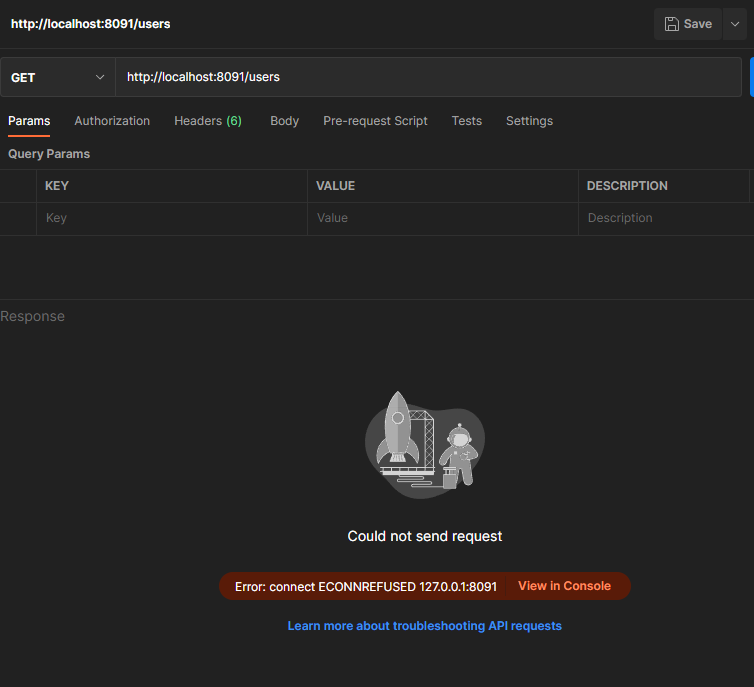 http://localhost:8091/users Save
GET http://localhost:8091/users
Params Authorization Headers (6) Body Pre-request Script Tests Settings
Query Params
KEY VALUE DESCRIPTION
Key Value Description
Response
Could not send request
Error: connect ECONNREFUSED 127.0.0.1:8091 View in Console
Learn more about troubleshooting API requests